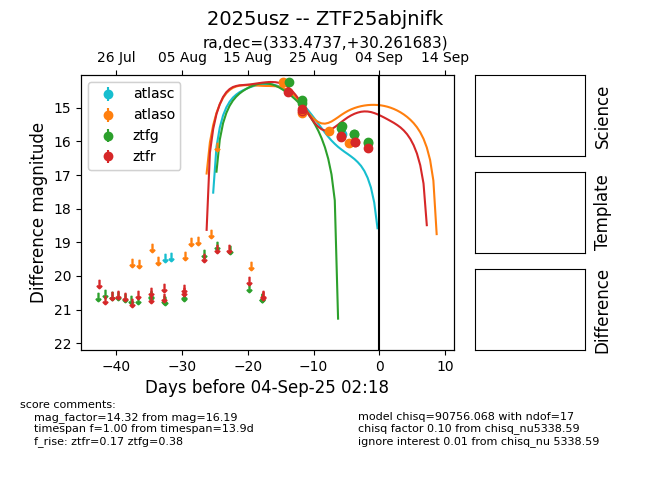 2025usz -- ZTF25abjnifk
ra,dec=(333.4737,+30.261683)
26 Jul 05 Aug 15 Aug 25 Aug 04 Sep 14 Sep
atlasc
atlaso
ztfg
ztfr
15
16
17
18
19
20
21
22
Difference magnitude
−40 −30 −20 −10 0 10
Days before 04-Sep-25 02:18
Science
Template
Difference
score comments:
mag_factor=14.32 from mag=16.19
timespan f=1.00 from timespan=13.9d
f_rise: ztfr=0.17 ztfg=0.38
model chisq=90756.068 with ndof=17
chisq factor 0.10 from chisq_nu5338.59
ignore interest 0.01 from chisq_nu 5338.59